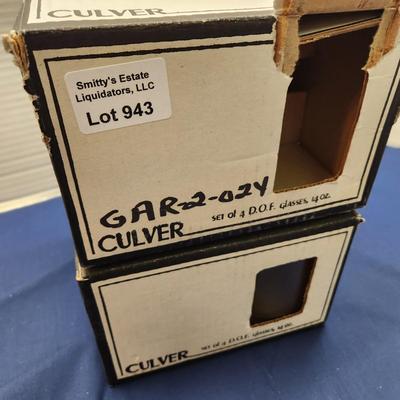 CULVER
Smitty's Estate
Liquidators, LLC
Lot 943
GAR-2-024
CULVER
SET of 4 D.O.F. GLASSES, 14 oz.
CULVER
SET of 4 D.O.F. GLASSES, 14 oz.